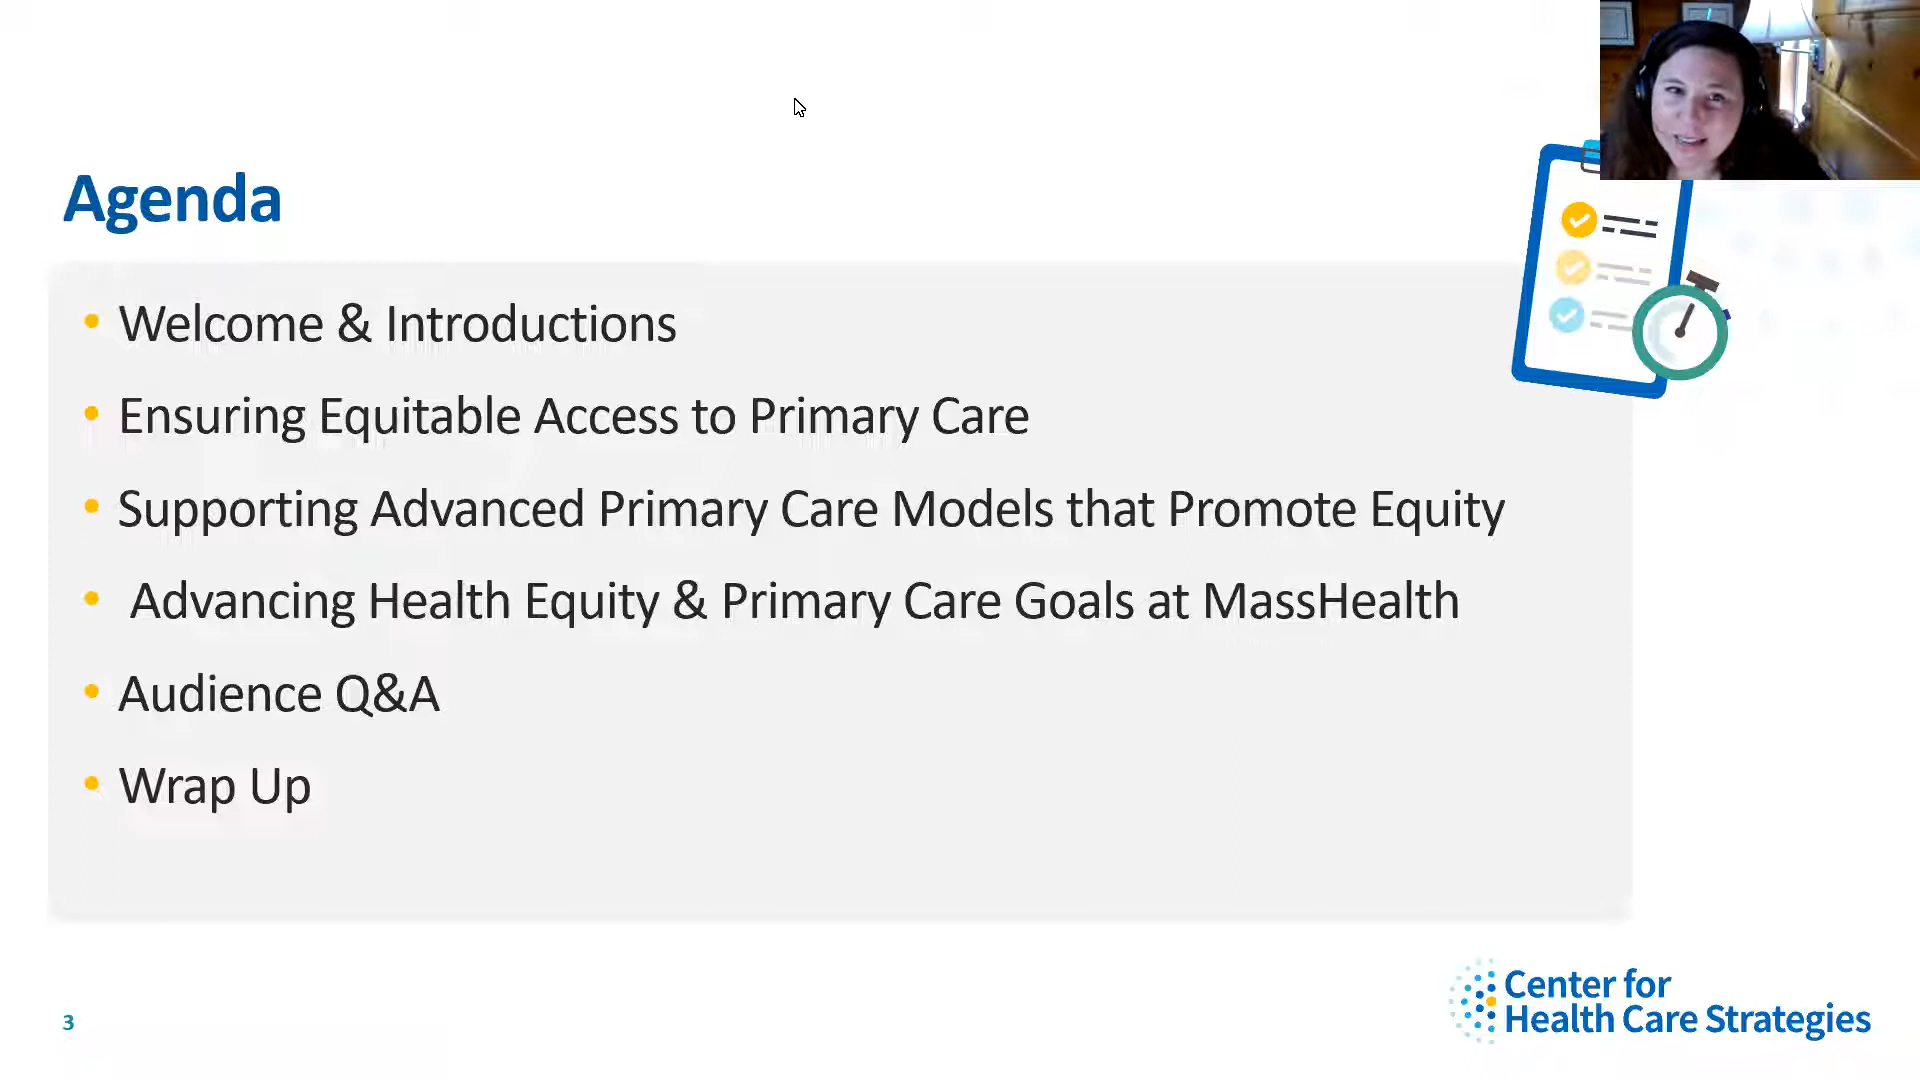 Agenda
• Welcome & Introductions
• Ensuring Equitable Access to Primary Care
• Supporting Advanced Primary Care Models that Promote Equity
• Advancing Health Equity & Primary Care Goals at MassHealth
• Audience Q&A
• Wrap Up
3
Center for
Health Care Strategies